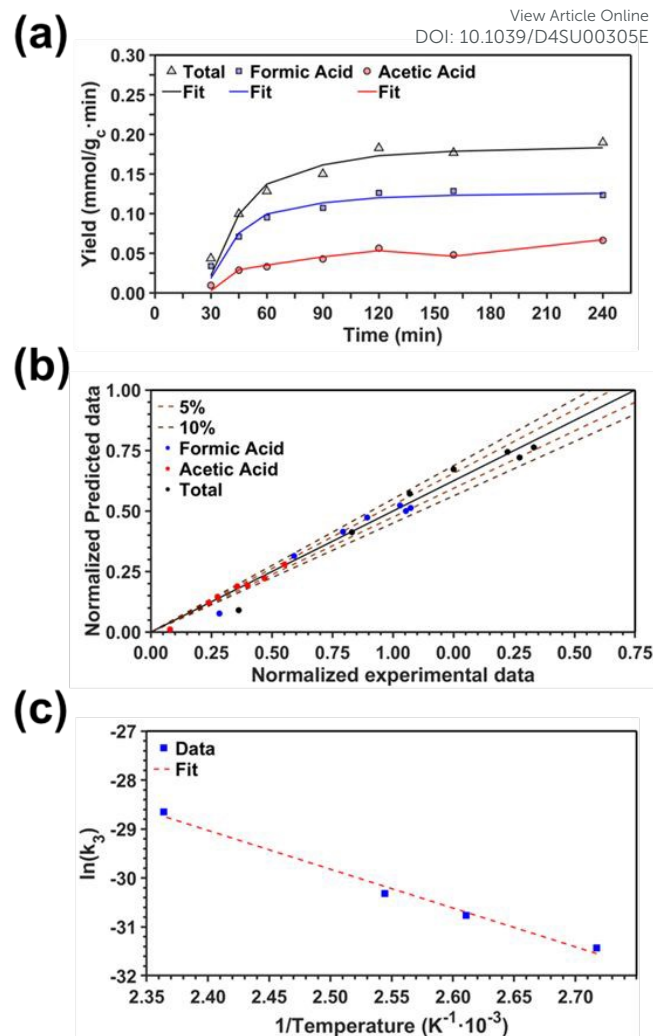 View Article Online
DOI: 10.1039/D4SU00305E
(a)
Total Formic Acid Acetic Acid
Fit Fit Fit
0.30
0.25
0.20
0.15
0.10
0.05
0.00
Yield (mmol/gc·min)
0 30 60 90 120 150 180 210 240
Time (min)
(b)
1.00
0.75
0.50
0.25
0.00
5%
10%
Formic Acid
Acetic Acid
Total
Normalized Predicted data
0.00 0.25 0.50 0.75 1.00 0.00 0.25 0.50 0.75
Normalized experimental data
(c)
-27
-28
-29
-30
-31
-32
Data
Fit
ln(k3)
2.35 2.40 2.45 2.50 2.55 2.60 2.65 2.70
1/Temperature (K-1·10-3)